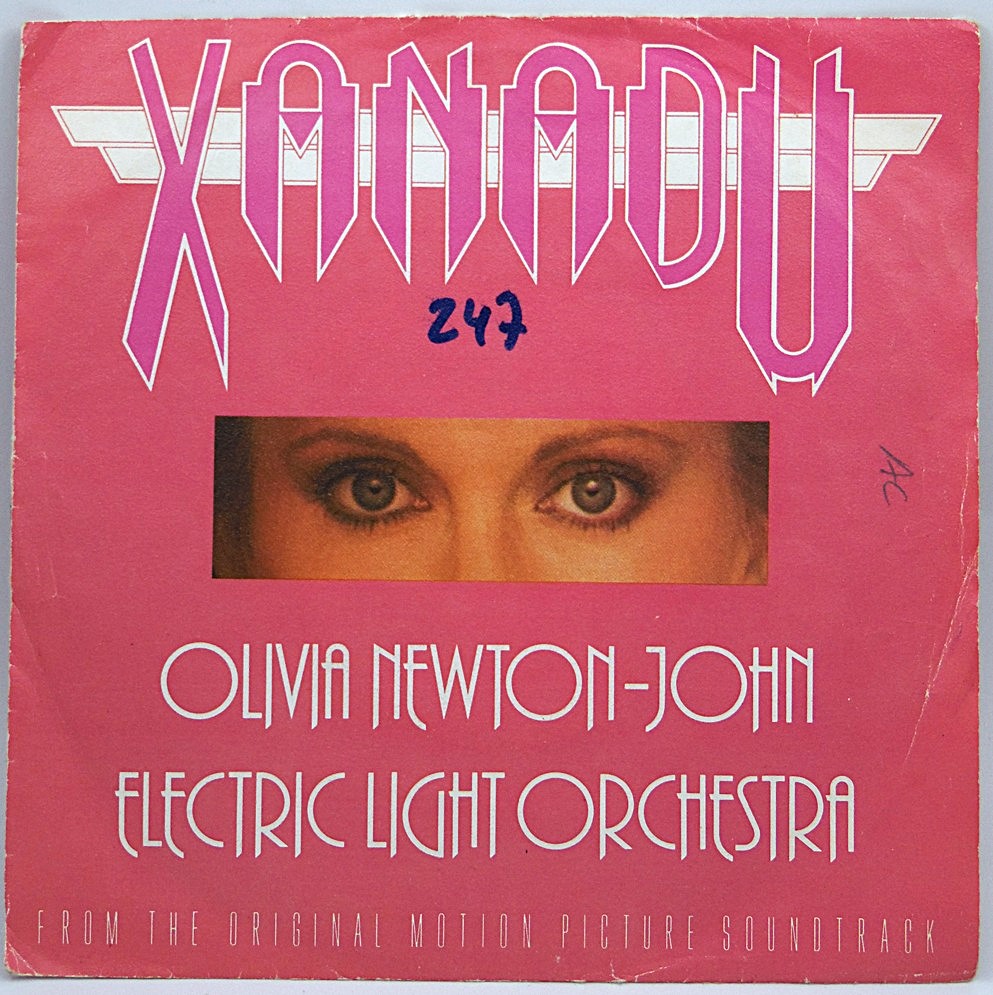 XANADU
247
AC
OLIVIA NEWTON-JOHN
ELECTRIC LIGHT ORCHESTRA
FROM THE ORIGINAL MOTION PICTURE SOUNDTRACK